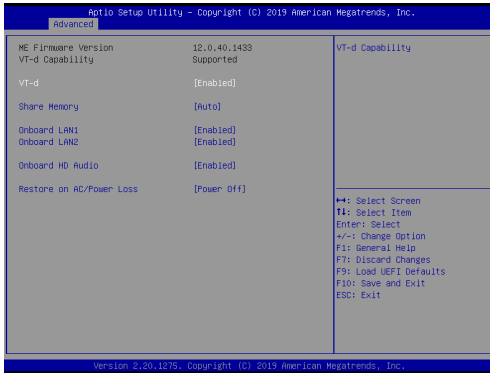 Aptio Setup Utility – Copyright (C) 2019 American Megatrends, Inc.
Advanced
ME Firmware Version 12.0.40.1433
VT-d Capability Supported
VT-d [Enabled]
Share Memory [Auto]
Onboard LAN1 [Enabled]
Onboard LAN2 [Enabled]
Onboard HD Audio [Enabled]
Restore on AC/Power Loss [Power Off]
VT-d Capability
↔: Select Screen
↑↓: Select Item
Enter: Select
+/-: Change Option
F1: General Help
F7: Discard Changes
F9: Load UEFI Defaults
F10: Save and Exit
ESC: Exit
Version 2.20.1275. Copyright (C) 2019 American Megatrends, Inc.